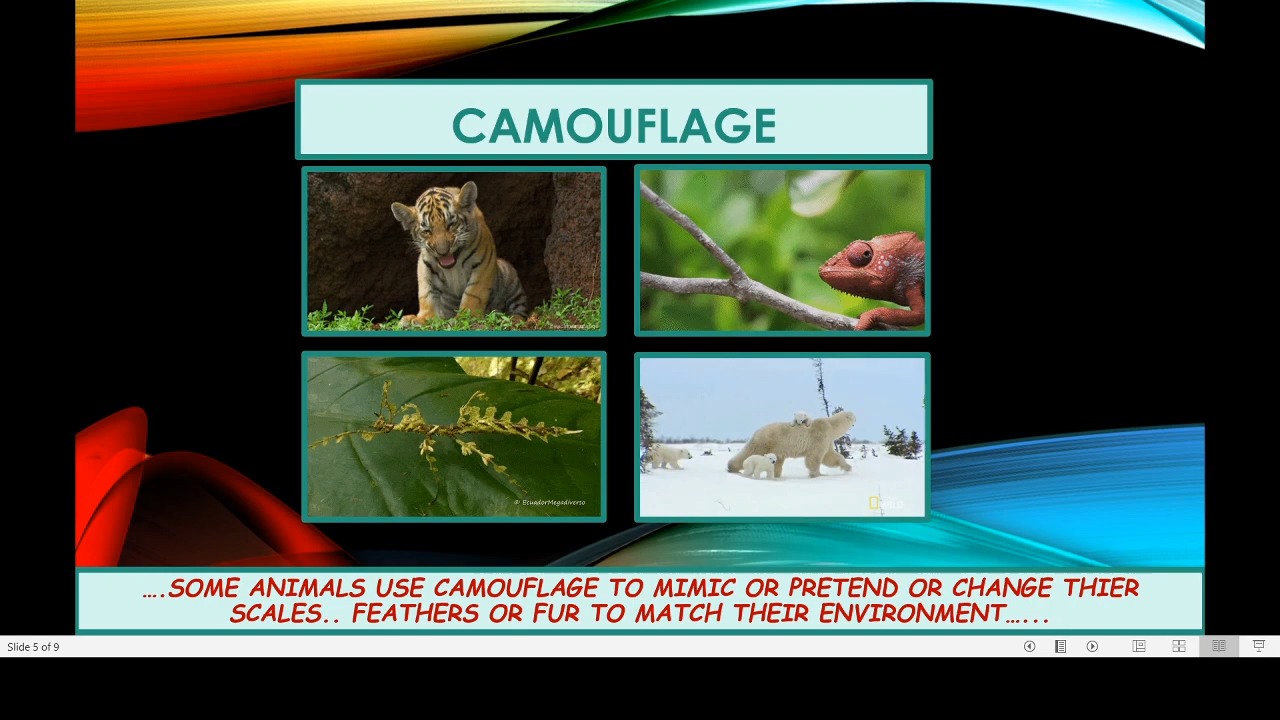 CAMOUFLAGE
© EcuadorMegadiverso
….SOME ANIMALS USE CAMOUFLAGE TO MIMIC OR PRETEND OR CHANGE THIER
SCALES.. FEATHERS OR FUR TO MATCH THEIR ENVIRONMENT…...
Slide 5 of 9